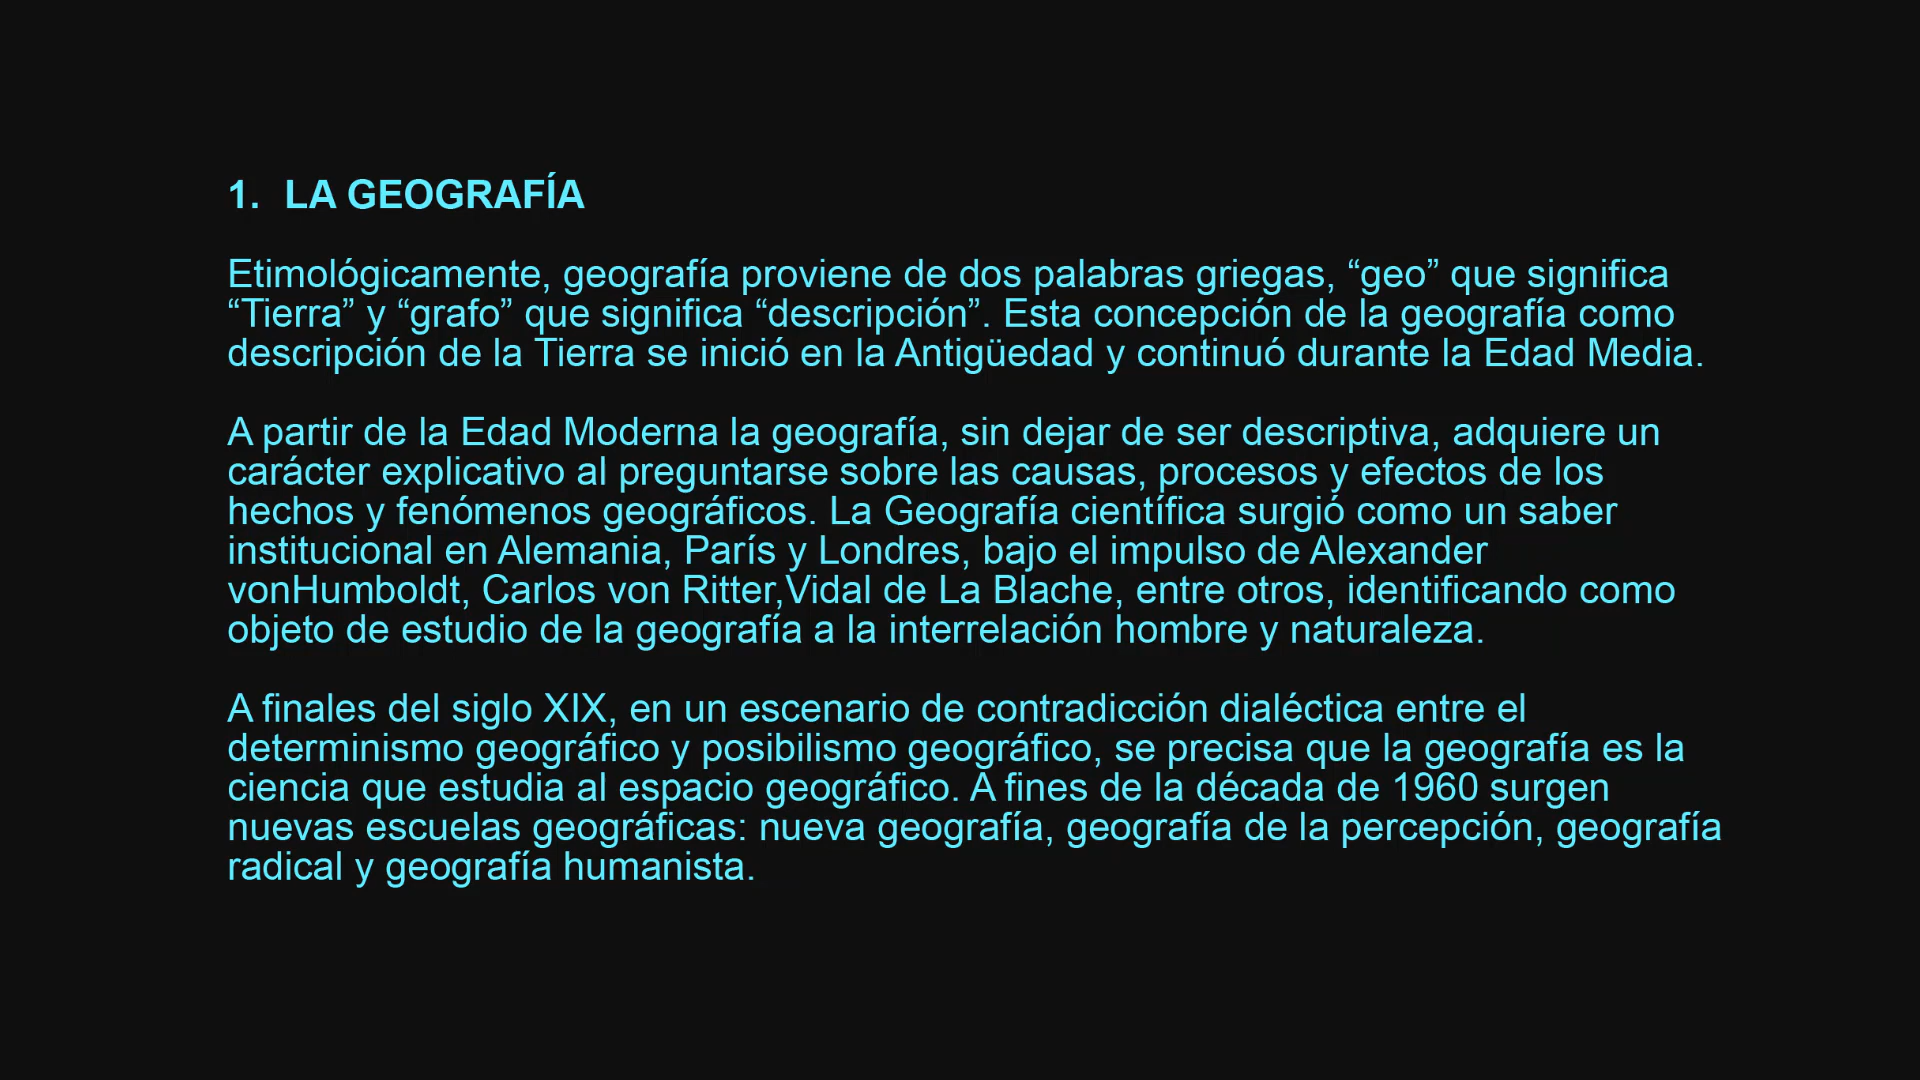 1. LA GEOGRAFÍA
Etimológicamente, geografía proviene de dos palabras griegas, “geo” que significa
“Tierra” y “grafo” que significa “descripción”. Esta concepción de la geografía como
descripción de la Tierra se inició en la Antigüedad y continuó durante la Edad Media.
A partir de la Edad Moderna la geografía, sin dejar de ser descriptiva, adquiere un
carácter explicativo al preguntarse sobre las causas, procesos y efectos de los
hechos y fenómenos geográficos. La Geografía científica surgió como un saber
institucional en Alemania, París y Londres, bajo el impulso de Alexander
vonHumboldt, Carlos von Ritter,Vidal de La Blache, entre otros, identificando como
objeto de estudio de la geografía a la interrelación hombre y naturaleza.
A finales del siglo XIX, en un escenario de contradicción dialéctica entre el
determinismo geográfico y posibilismo geográfico, se precisa que la geografía es la
ciencia que estudia al espacio geográfico. A fines de la década de 1960 surgen
nuevas escuelas geográficas: nueva geografía, geografía de la percepción, geografía
radical y geografía humanista.